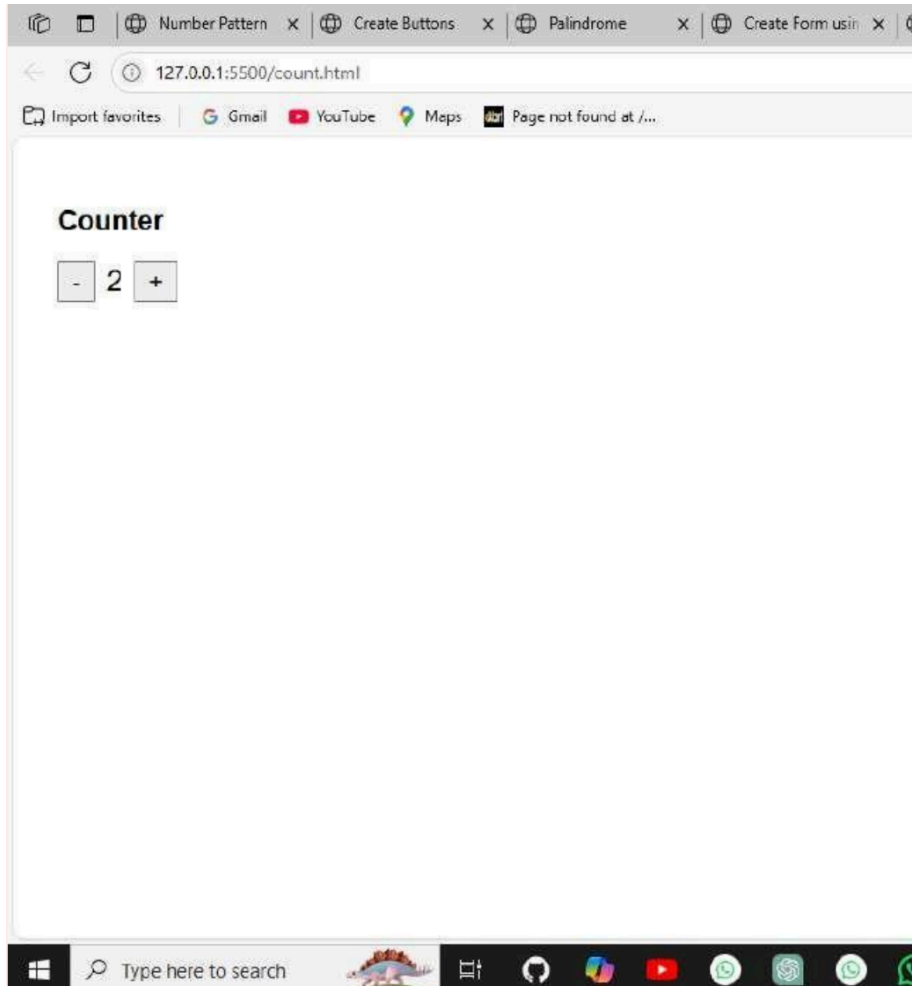 Number Pattern Create Buttons Palindrome Create Form usin
127.0.0.1:5500/count.html
Import favorites Gmail YouTube Maps Page not found at /...
Counter
- 2 +
Type here to search